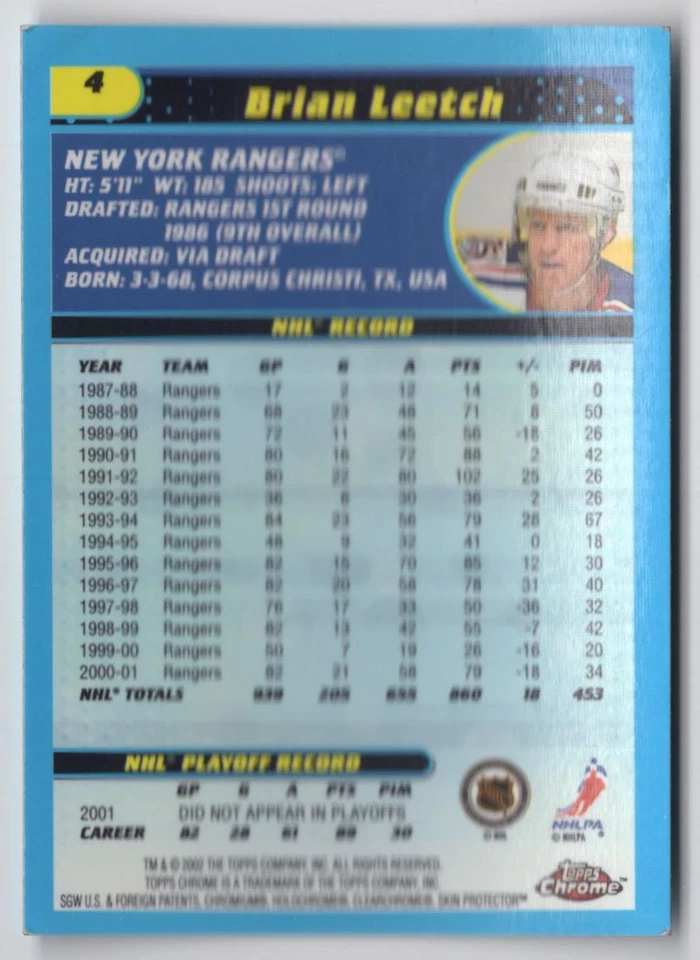 4
Brian Leetch
NEW YORK RANGERS®
HT: 5'11" WT: 185 SHOOTS: LEFT
DRAFTED: RANGERS 1ST ROUND
1986 (9TH OVERALL)
ACQUIRED: VIA DRAFT
BORN: 3-3-68, CORPUS CHRISTI, TX, USA
NHL® RECORD
YEAR TEAM GP G A PTS +/- PIM
1987-88 Rangers 17 2 12 14 5 0
1988-89 Rangers 68 23 48 71 8 50
1989-90 Rangers 72 11 45 56 -18 26
1990-91 Rangers 80 16 72 88 2 42
1991-92 Rangers 80 22 80 102 25 26
1992-93 Rangers 36 6 30 36 2 26
1993-94 Rangers 84 23 56 79 28 67
1994-95 Rangers 48 9 32 41 0 18
1995-96 Rangers 82 15 70 85 12 30
1996-97 Rangers 82 20 58 78 31 40
1997-98 Rangers 76 17 33 50 -36 32
1998-99 Rangers 82 13 42 55 -7 42
1999-00 Rangers 50 7 19 26 -16 20
2000-01 Rangers 82 21 58 79 -18 34
NHL® TOTALS 939 205 655 860 18 453
NHL® PLAYOFF RECORD
GP G A PTS PIM
2001 DID NOT APPEAR IN PLAYOFFS
CAREER 82 28 61 89 30
© NHL
NHLPA ®
© NHLPA
TM & © 2002 THE TOPPS COMPANY, INC. ALL RIGHTS RESERVED.
TOPPS CHROME IS A TRADEMARK OF THE TOPPS COMPANY, INC.
SGW U.S. & FOREIGN PATENTS, CHROMIUM®, HOLOCHROME®, CLEARCHROME®, SKIN PROTECTOR™
TOPPS
Chrome™